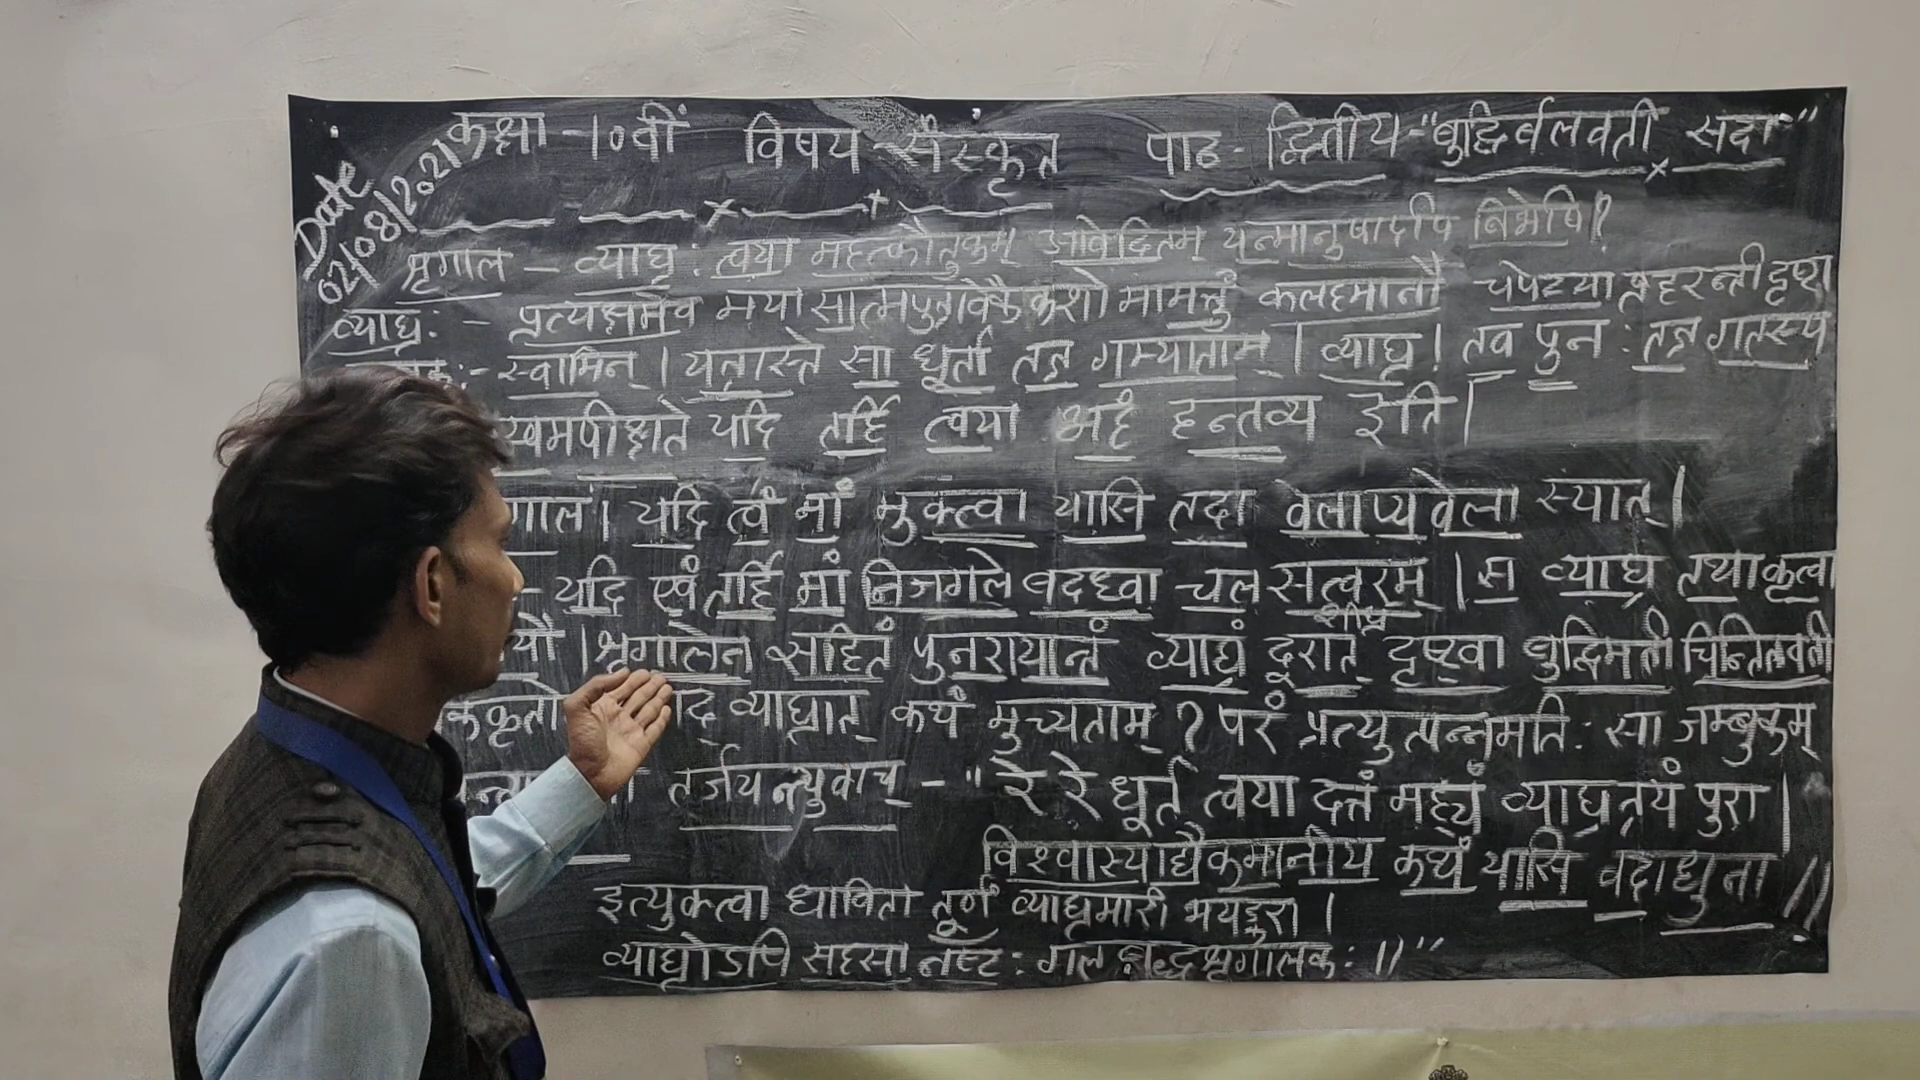 Date
02/08/2021
कक्षा - 10वीं विषय - संस्कृत पाठ - द्वितीय - "बुद्धिर्बलवती सदा"
श्रृगाल - व्याघ्र : त्वया महत्कौतुकम् आवेदितम् यन्मानुषादपि बिभेषि?
व्याघ्र: - प्रत्यक्षमेव मया सात्मपुत्रावेकैकशो मामत्तुं कलहमानौ चपेटया प्रहरन्ती दृष्टा
:- स्वामिन् । यत्रास्ते सा धूर्ता तत्र गम्याताम् । व्याघ्र । तव पुन : तत्र गतस्य
यदि तर्हि त्वया अहं हन्तव्य इति ।
गाल । यदि त्वं मां मुक्त्वा यासि तदा वेलाप्यवेला स्यात् ।
- यदि एवं तर्हि मां निजगले बदध्वा चल सत्वरम् । स व्याघ्र तथाकृत्वा
शीघ्र
यौ । श्रृगालेन सहितं पुनरायान्तं व्याघ्रं दूरात् दृष्टवा बुद्धिमती चिन्तितवती
व्याघ्रात् कथं मुच्यताम् ? परं प्रत्युत्पन्नमति: सा जम्बुकम्
तर्जयन्त्युवाच् - "रे रे धूर्त त्वया दत्तं मह्यं व्याघ्रत्रयं पुरा ।
विश्वास्याद्यैकमानीय कथं यासि वदाधुना //
इत्युक्त्वा धाविता तूर्णं व्याघ्रमारी भयङ्करा ।
व्याघ्रोऽपि सहसा नष्ट : गलबद्धश्रृगालक: ।।"